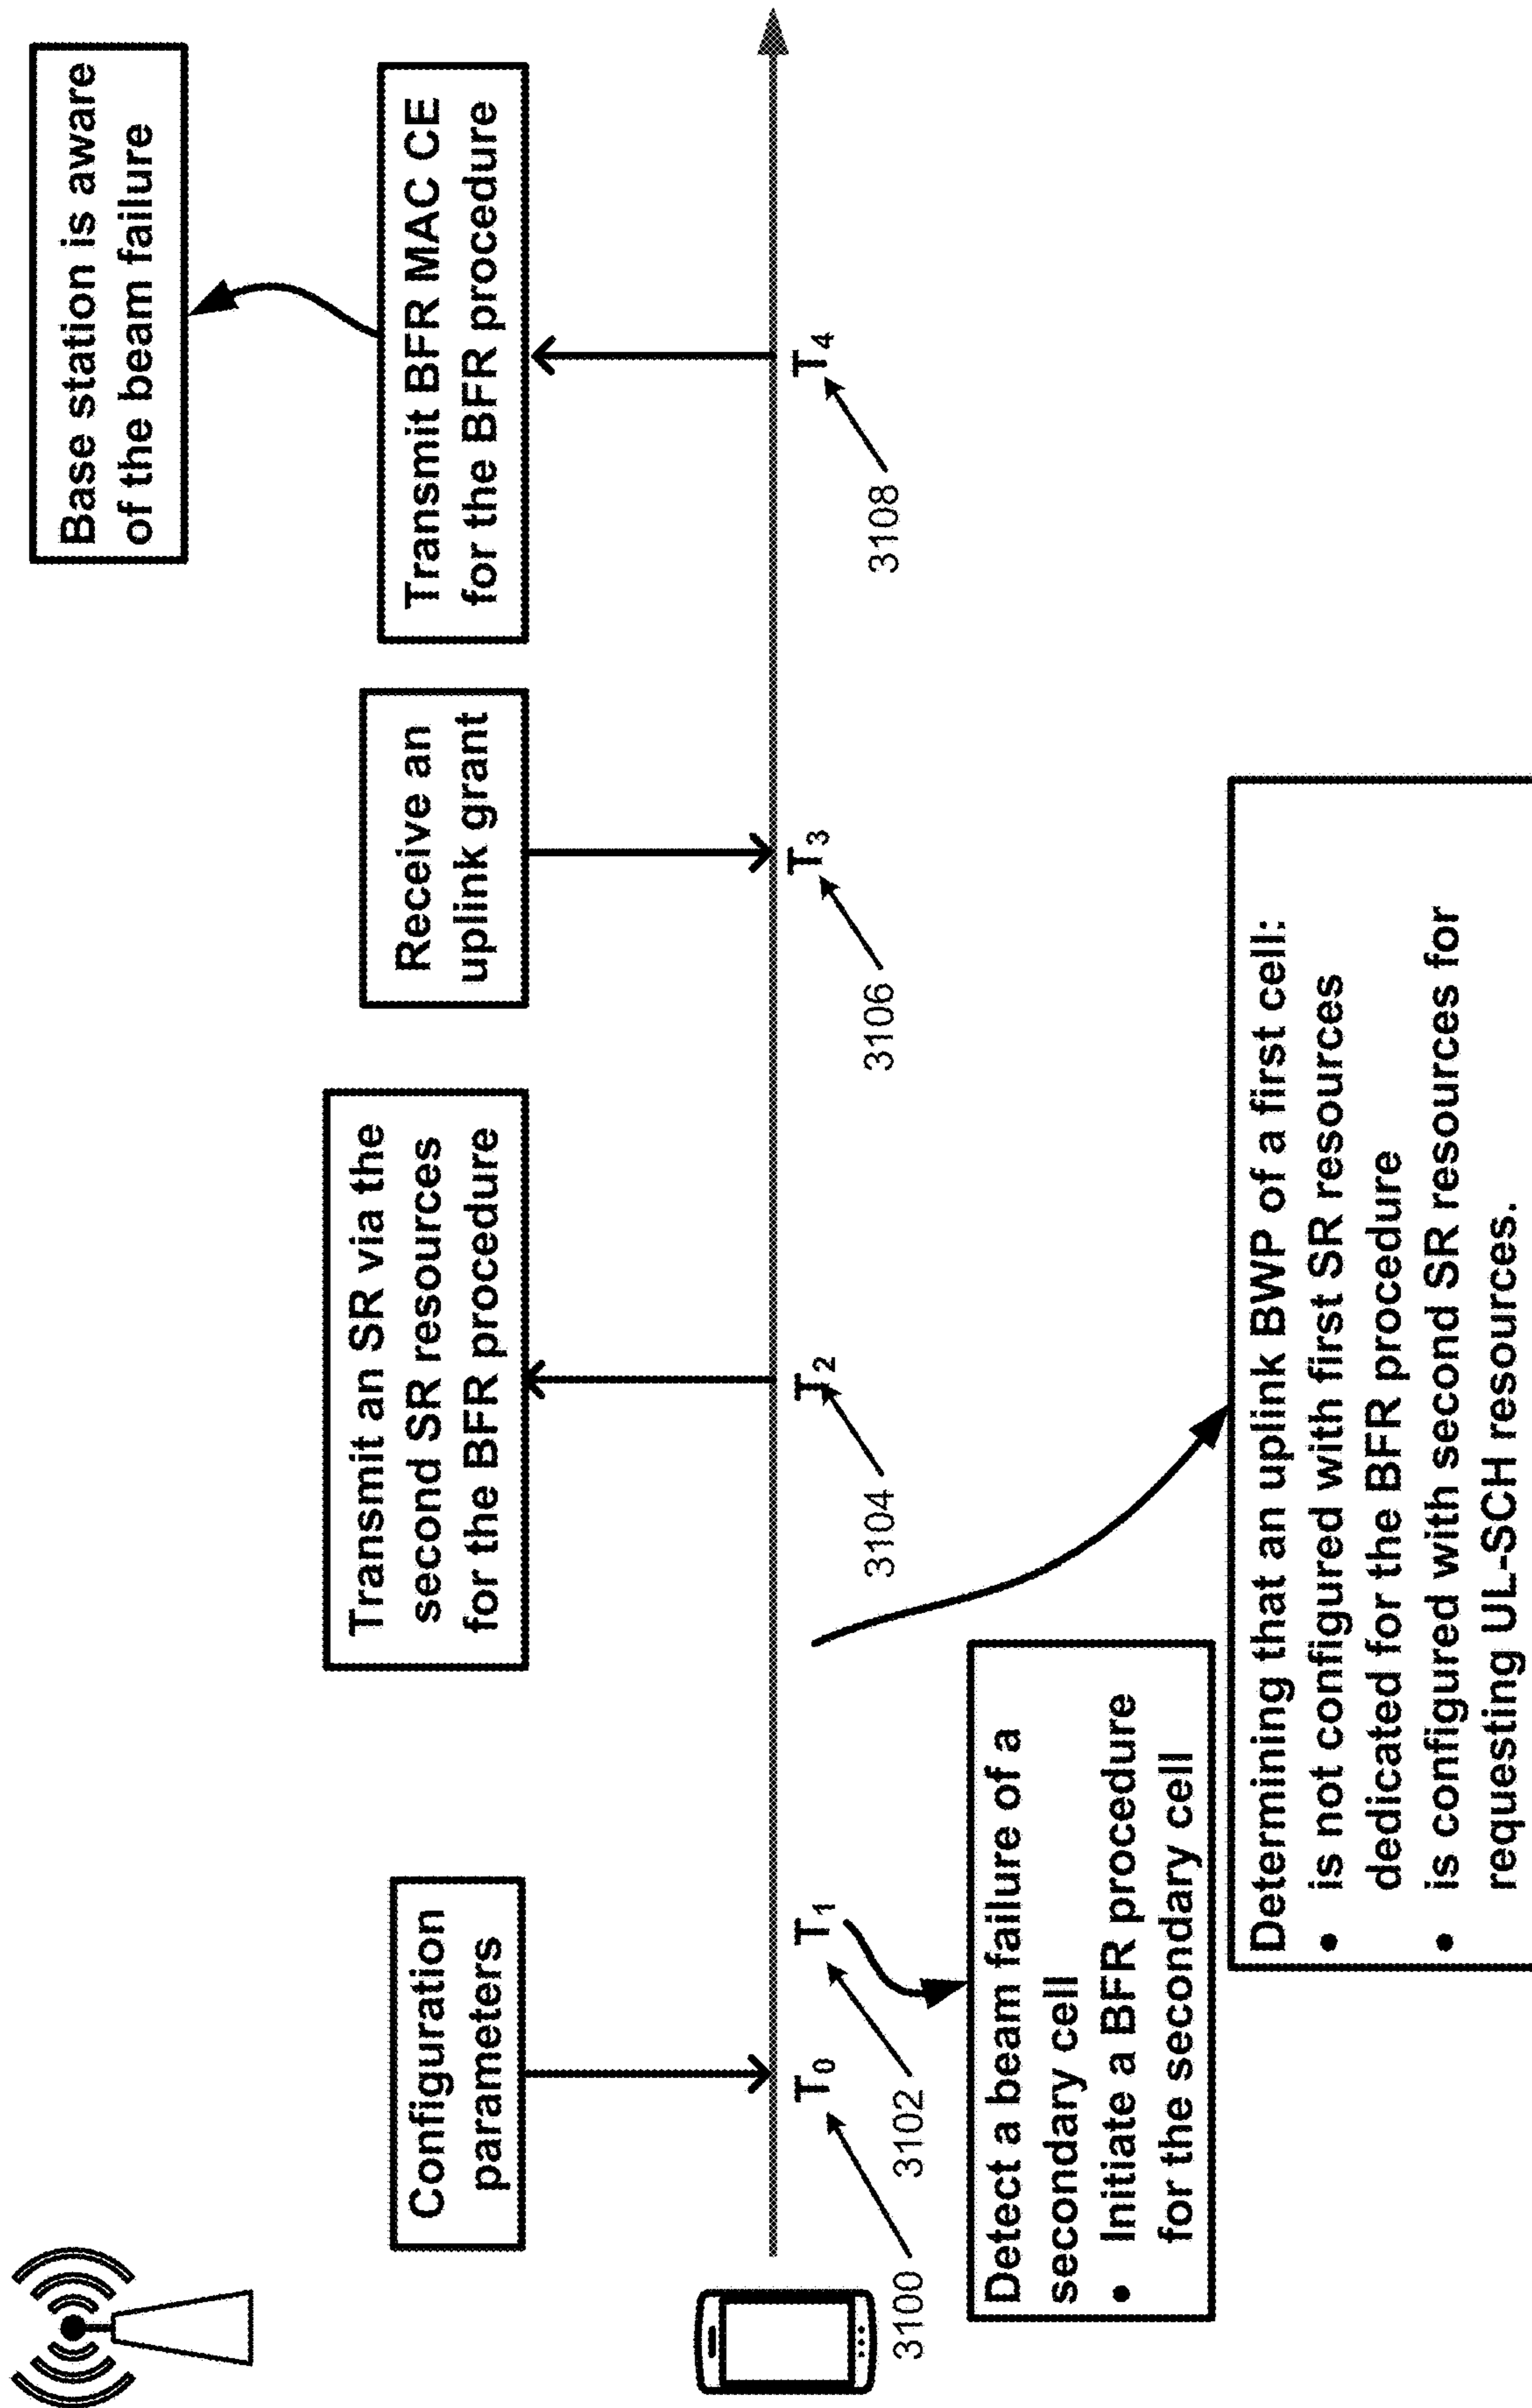 Base station is aware
of the beam failure
Configuration
parameters
Transmit an SR via the
second SR resources
for the BFR procedure
Receive an
uplink grant
Transmit BFR MAC CE
for the BFR procedure
T0
T1
T2
T3
T4
3100
3102
3104
3106
3108
Detect a beam failure of a
secondary cell
• Initiate a BFR procedure
for the secondary cell
Determining that an uplink BWP of a first cell:
• is not configured with first SR resources
dedicated for the BFR procedure
• is configured with second SR resources for
requesting UL-SCH resources.